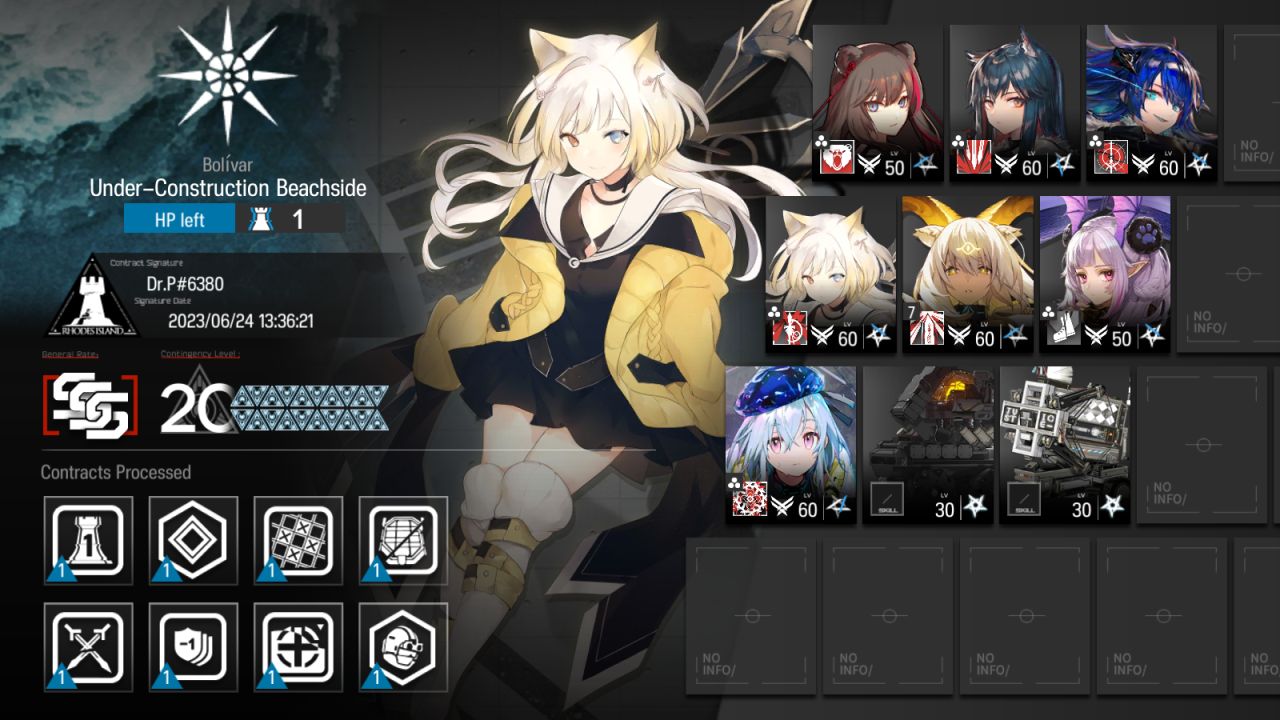 Bolívar
Under-Construction Beachside
HP left 1
Contract Signature
Dr.P#6380
Signature Date
2023/06/24 13:36:21
RHODES ISLAND
General Rate:
Contingency Level:
20
Contracts Processed
1
1
1
1
1
1
-1
1
1
1
LV 50
LV 60
LV 60
NO INFO/
LV 60
7
LV 60
LV 50
NO INFO/
LV 60
SKILL
LV 30
SKILL
LV 30
NO INFO/
NO INFO/
NO INFO/
NO INFO/
NO INFO/
NO INFO/